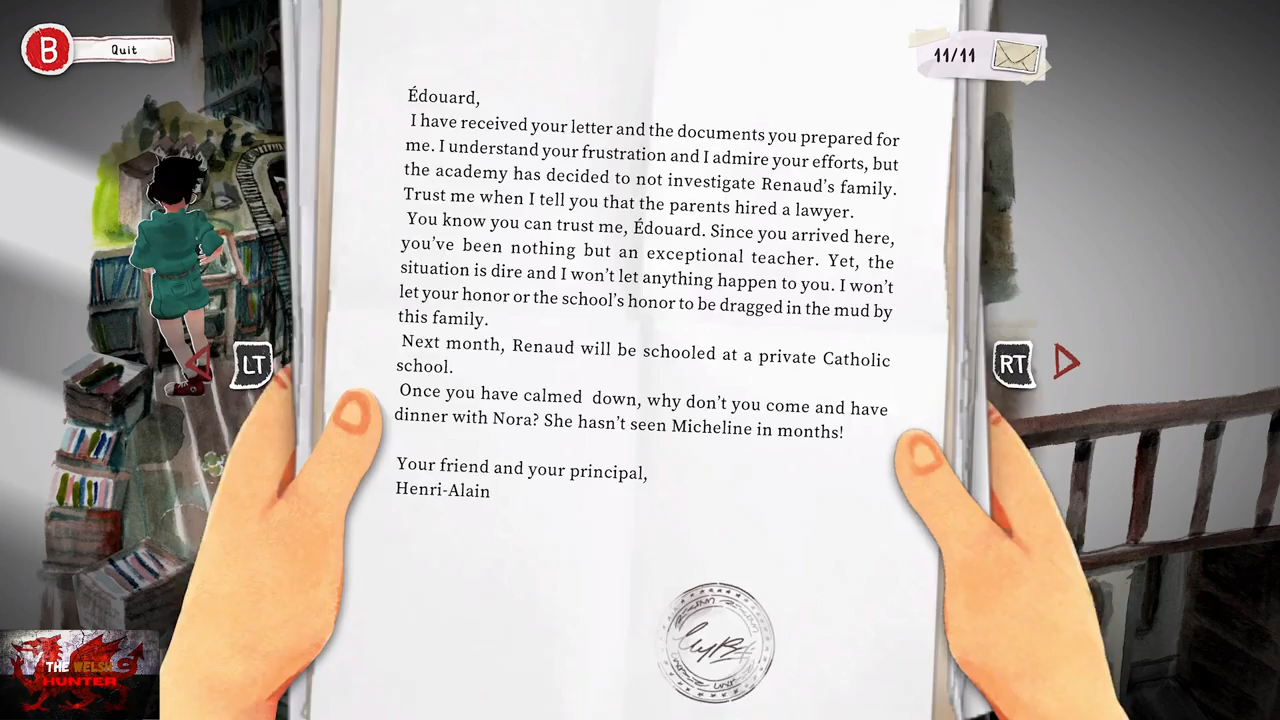 B
Quit
11/11
Édouard,
I have received your letter and the documents you prepared for
me. I understand your frustration and I admire your efforts, but
the academy has decided to not investigate Renaud's family.
Trust me when I tell you that the parents hired a lawyer.
You know you can trust me, Édouard. Since you arrived here,
you've been nothing but an exceptional teacher. Yet, the
situation is dire and I won't let anything happen to you. I won't
let your honor or the school's honor to be dragged in the mud by
this family.
Next month, Renaud will be schooled at a private Catholic
school.
Once you have calmed down, why don't you come and have
dinner with Nora? She hasn't seen Micheline in months!
Your friend and your principal,
Henri-Alain
LT
RT
THE WELSH
HUNTER